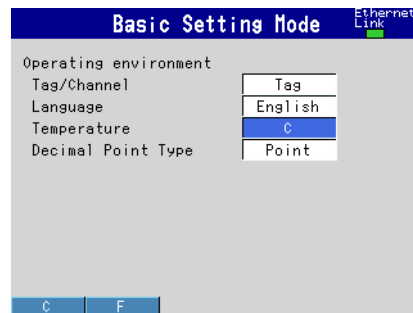 Basic Setting Mode
Ethernet
Link
Operating environment
Tag/Channel Tag
Language English
Temperature C
Decimal Point Type Point
C F